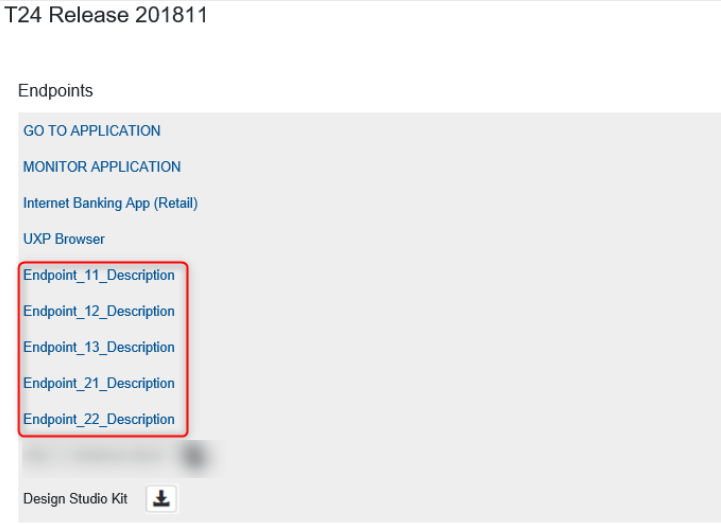 T24 Release 201811
Endpoints
GO TO APPLICATION
MONITOR APPLICATION
Internet Banking App (Retail)
UXP Browser
Endpoint_11_Description
Endpoint_12_Description
Endpoint_13_Description
Endpoint_21_Description
Endpoint_22_Description
Design Studio Kit